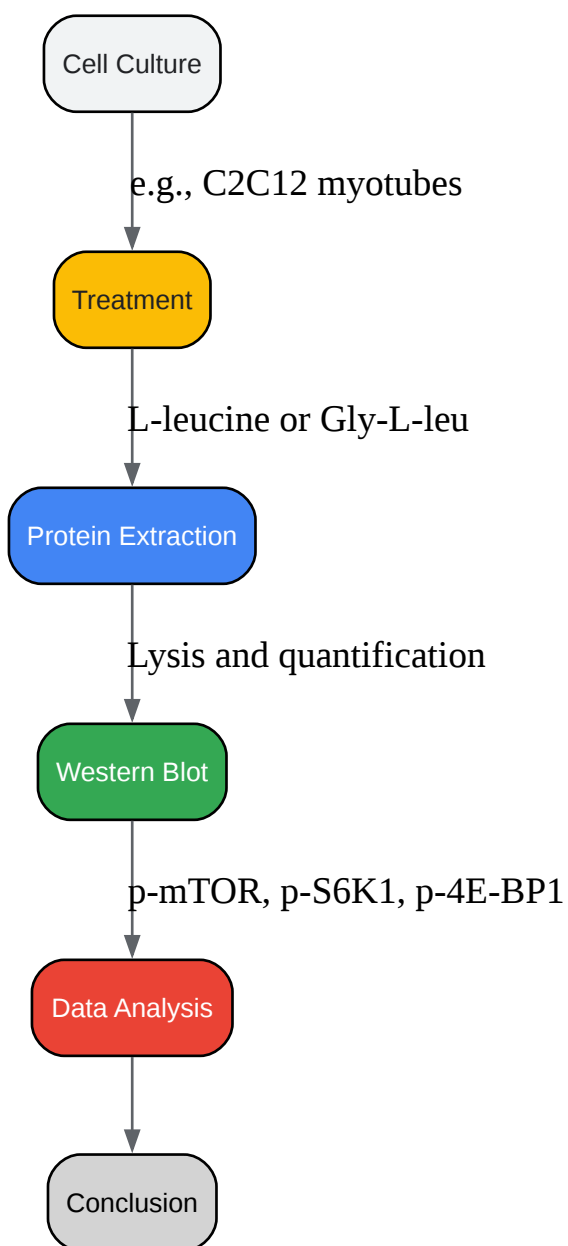 Cell Culture
e.g., C2C12 myotubes
Treatment
L-leucine or Gly-L-leu
Protein Extraction
Lysis and quantification
Western Blot
p-mTOR, p-S6K1, p-4E-BP1
Data Analysis
Conclusion